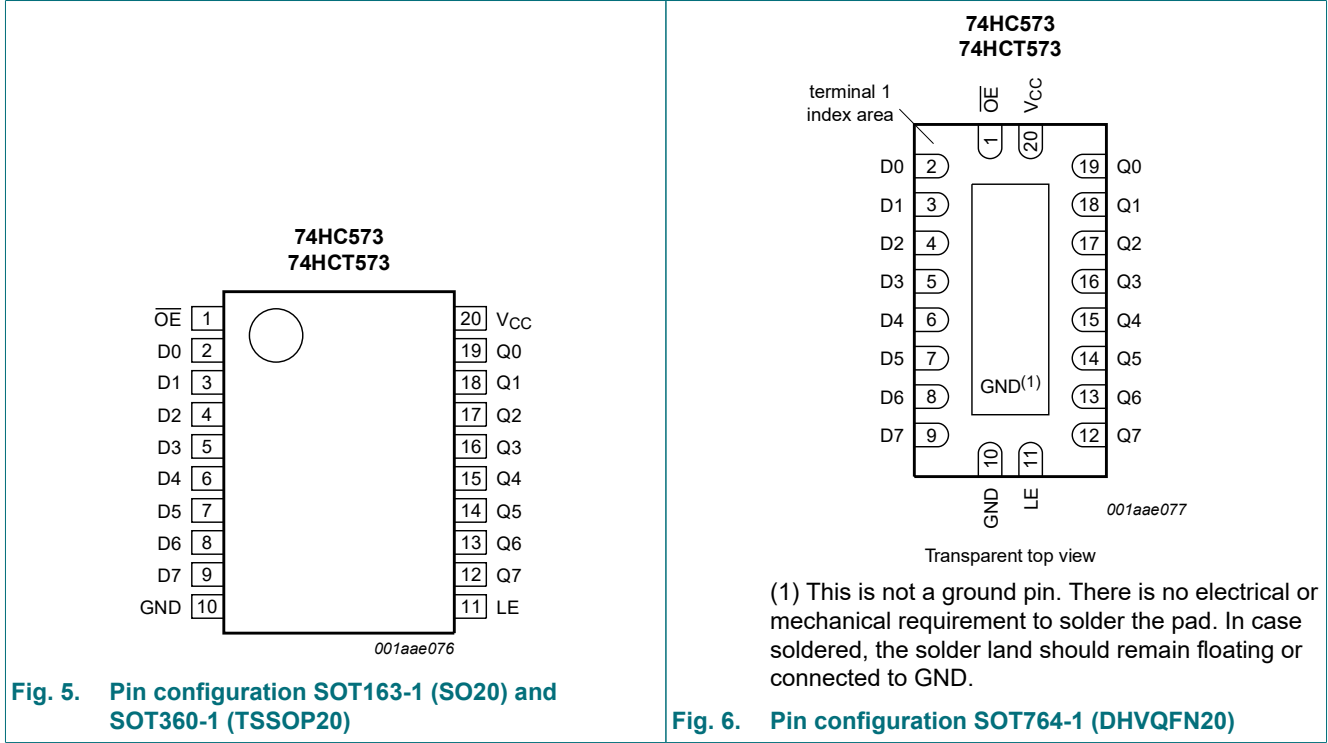 74HC573
74HCT573
OE 1
20 VCC
D0 2
19 Q0
D1 3
18 Q1
D2 4
17 Q2
D3 5
16 Q3
D4 6
15 Q4
D5 7
14 Q5
D6 8
13 Q6
D7 9
12 Q7
GND 10
11 LE
001aae076
Fig. 5. Pin configuration SOT163-1 (SO20) and
SOT360-1 (TSSOP20)
74HC573
74HCT573
terminal 1
index area
OE
VCC
1
20
D0 2
19 Q0
D1 3
18 Q1
D2 4
17 Q2
D3 5
16 Q3
D4 6
15 Q4
D5 7
14 Q5
D6 8
GND(1)
13 Q6
D7 9
12 Q7
10
11
GND
LE
001aae077
Transparent top view
(1) This is not a ground pin. There is no electrical or
mechanical requirement to solder the pad. In case
soldered, the solder land should remain floating or
connected to GND.
Fig. 6. Pin configuration SOT764-1 (DHVQFN20)